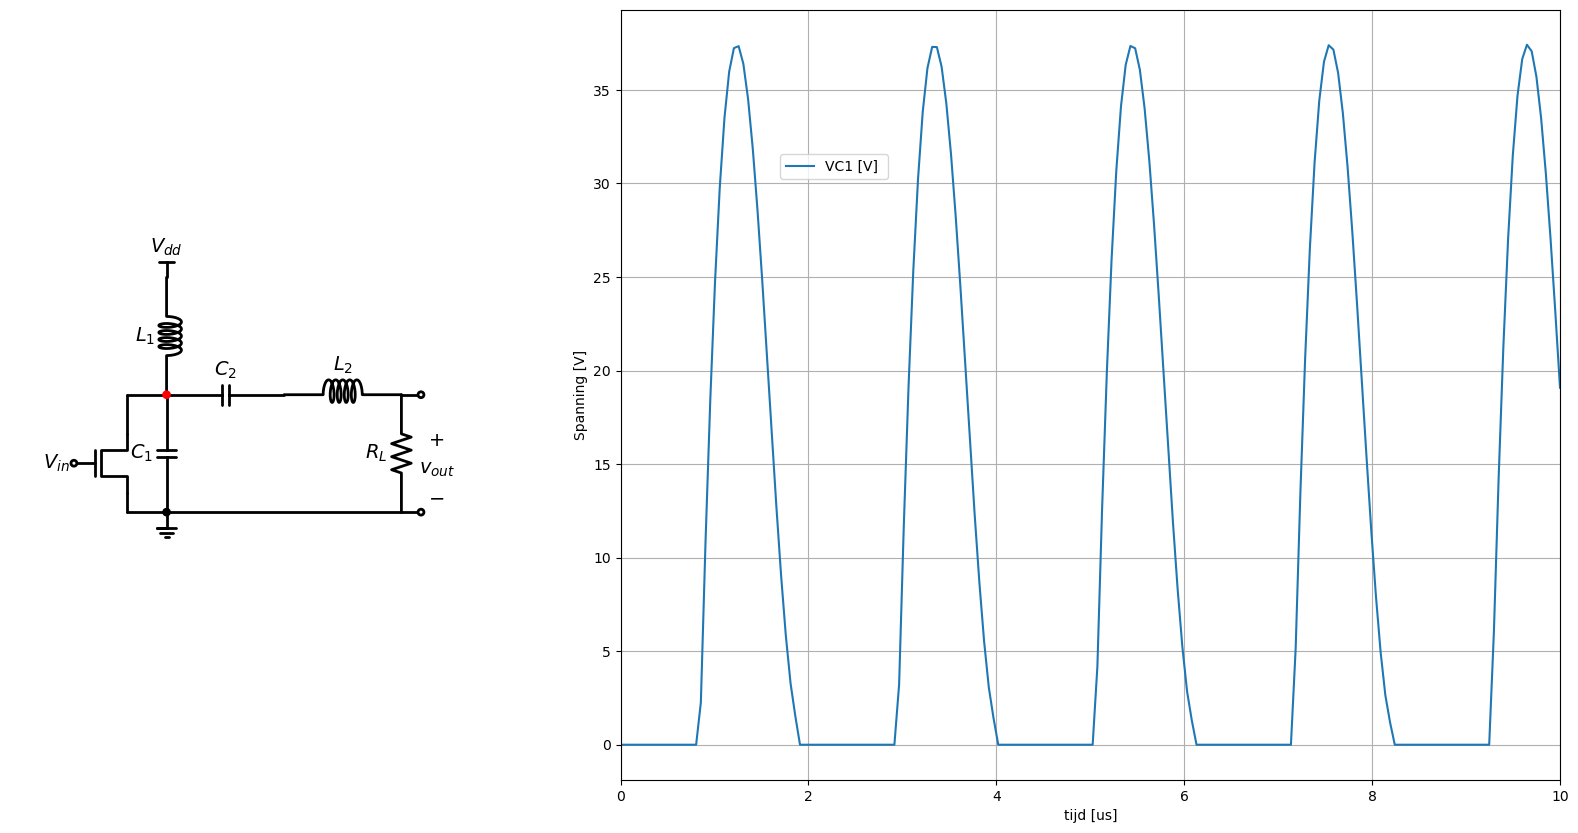 V_dd
L_1
C_2
L_2
V_in
C_1
R_L
+
v_out
−
VC1 [V]
Spanning [V]
35
30
25
20
15
10
5
0
0 2 4 6 8 10
tijd [us]